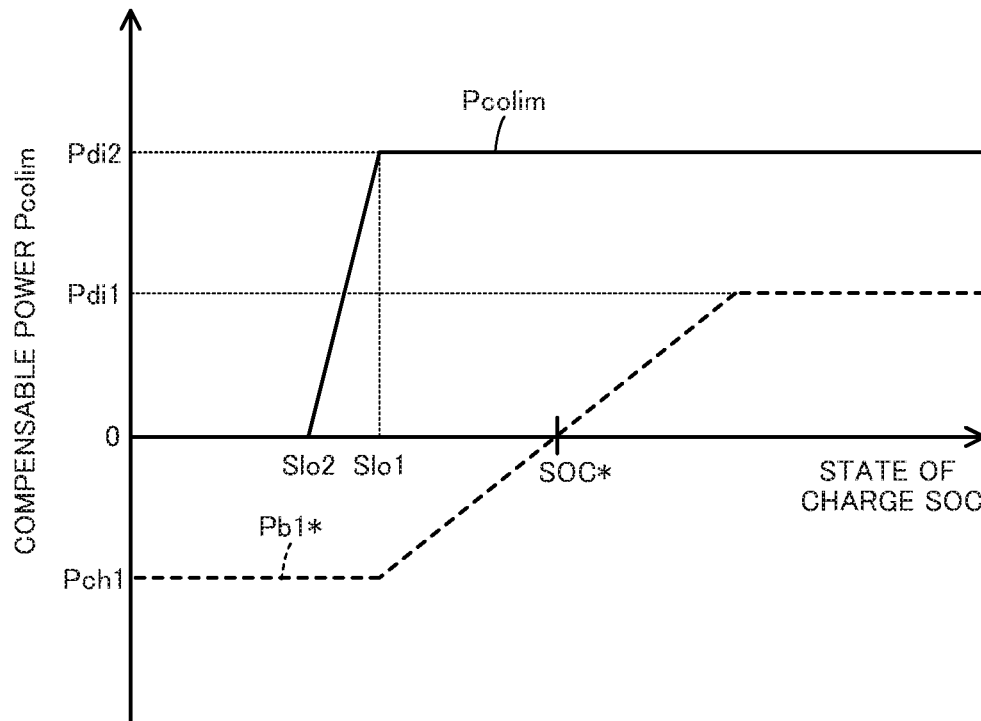 COMPENSABLE POWER Pcolim
Pcolim
Pdi2
Pdi1
0
Slo2 Slo1
SOC*
STATE OF
CHARGE SOC
Pb1*
Pch1